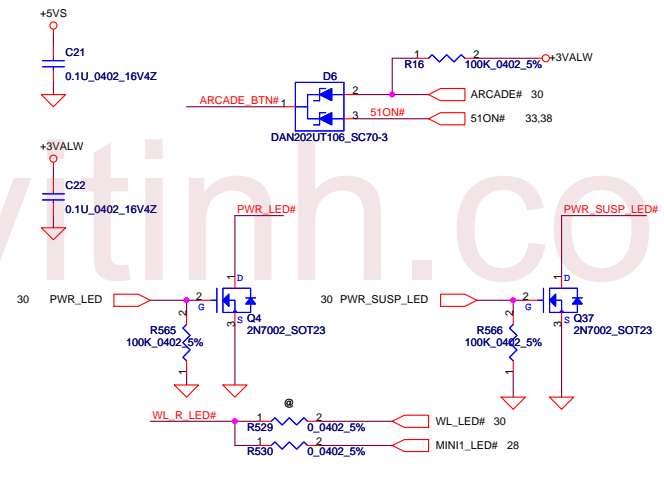 +5VS
C21
0.1U_0402_16V4Z
1 2
R16
100K_0402_5%
+3VALW
D6
ARCADE_BTN#
1
2
ARCADE# 30
3
51ON#
51ON# 33,38
DAN202UT106_SC70-3
+3VALW
C22
0.1U_0402_16V4Z
vitinh.co
PWR_LED#
PWR_SUSP_LED#
1 D
1 D
30 PWR_LED
2 G
30 PWR_SUSP_LED
2 G
3 S
Q4
2N7002_SOT23
3 S
Q37
2N7002_SOT23
2
R565
100K_0402_5%
1
2
R566
100K_0402_5%
1
@
WL_R_LED#
1 2
R529 0_0402_5%
WL_LED# 30
1 2
R530 0_0402_5%
MINI1_LED# 28